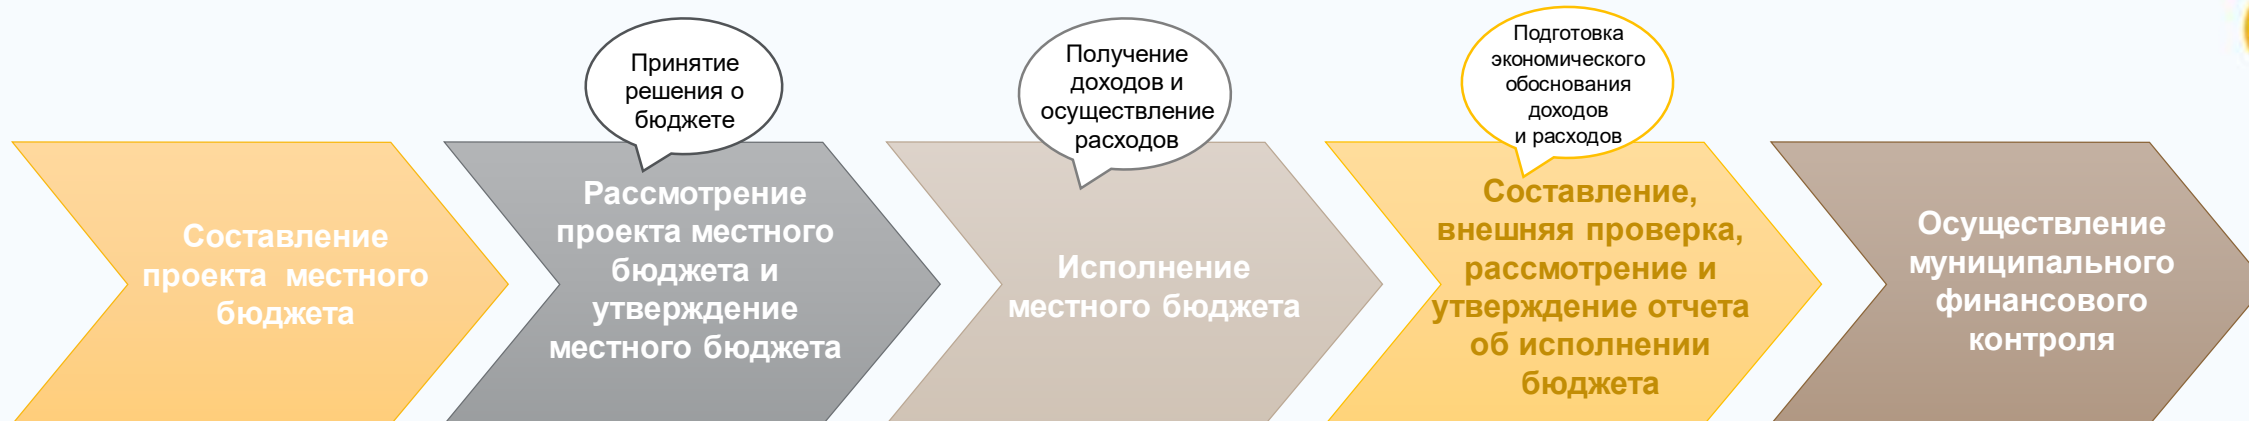 Принятие
решения о
бюджете
Получение
доходов и
осуществление
расходов
Подготовка
экономического
обоснования
доходов
и расходов
Составление
проекта местного
бюджета
Рассмотрение
проекта местного
бюджета и
утверждение
местного бюджета
Исполнение
местного бюджета
Составление,
внешняя проверка,
рассмотрение и
утверждение отчета
об исполнении
бюджета
Осуществление
муниципального
финансового
контроля